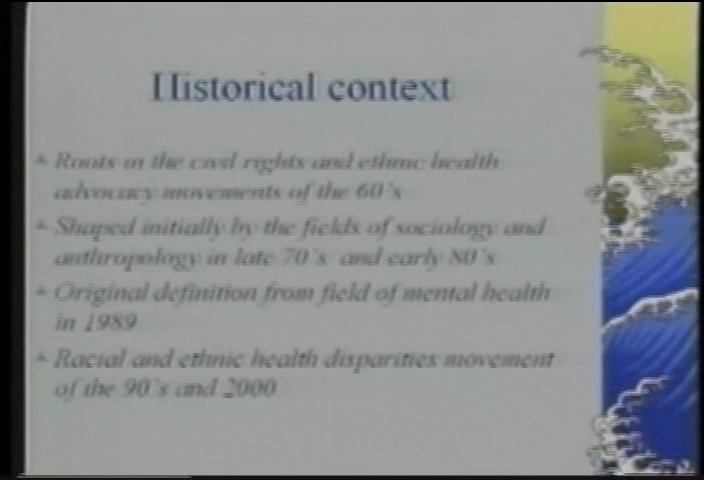 Historical context
Roots in the civil rights and ethnic health
advocacy movements of the 60's
Shaped initially by the fields of sociology and
anthropology in late 70's and early 80's
Original definition from field of mental health
in 1989
Racial and ethnic health disparities movement
of the 90's and 2000